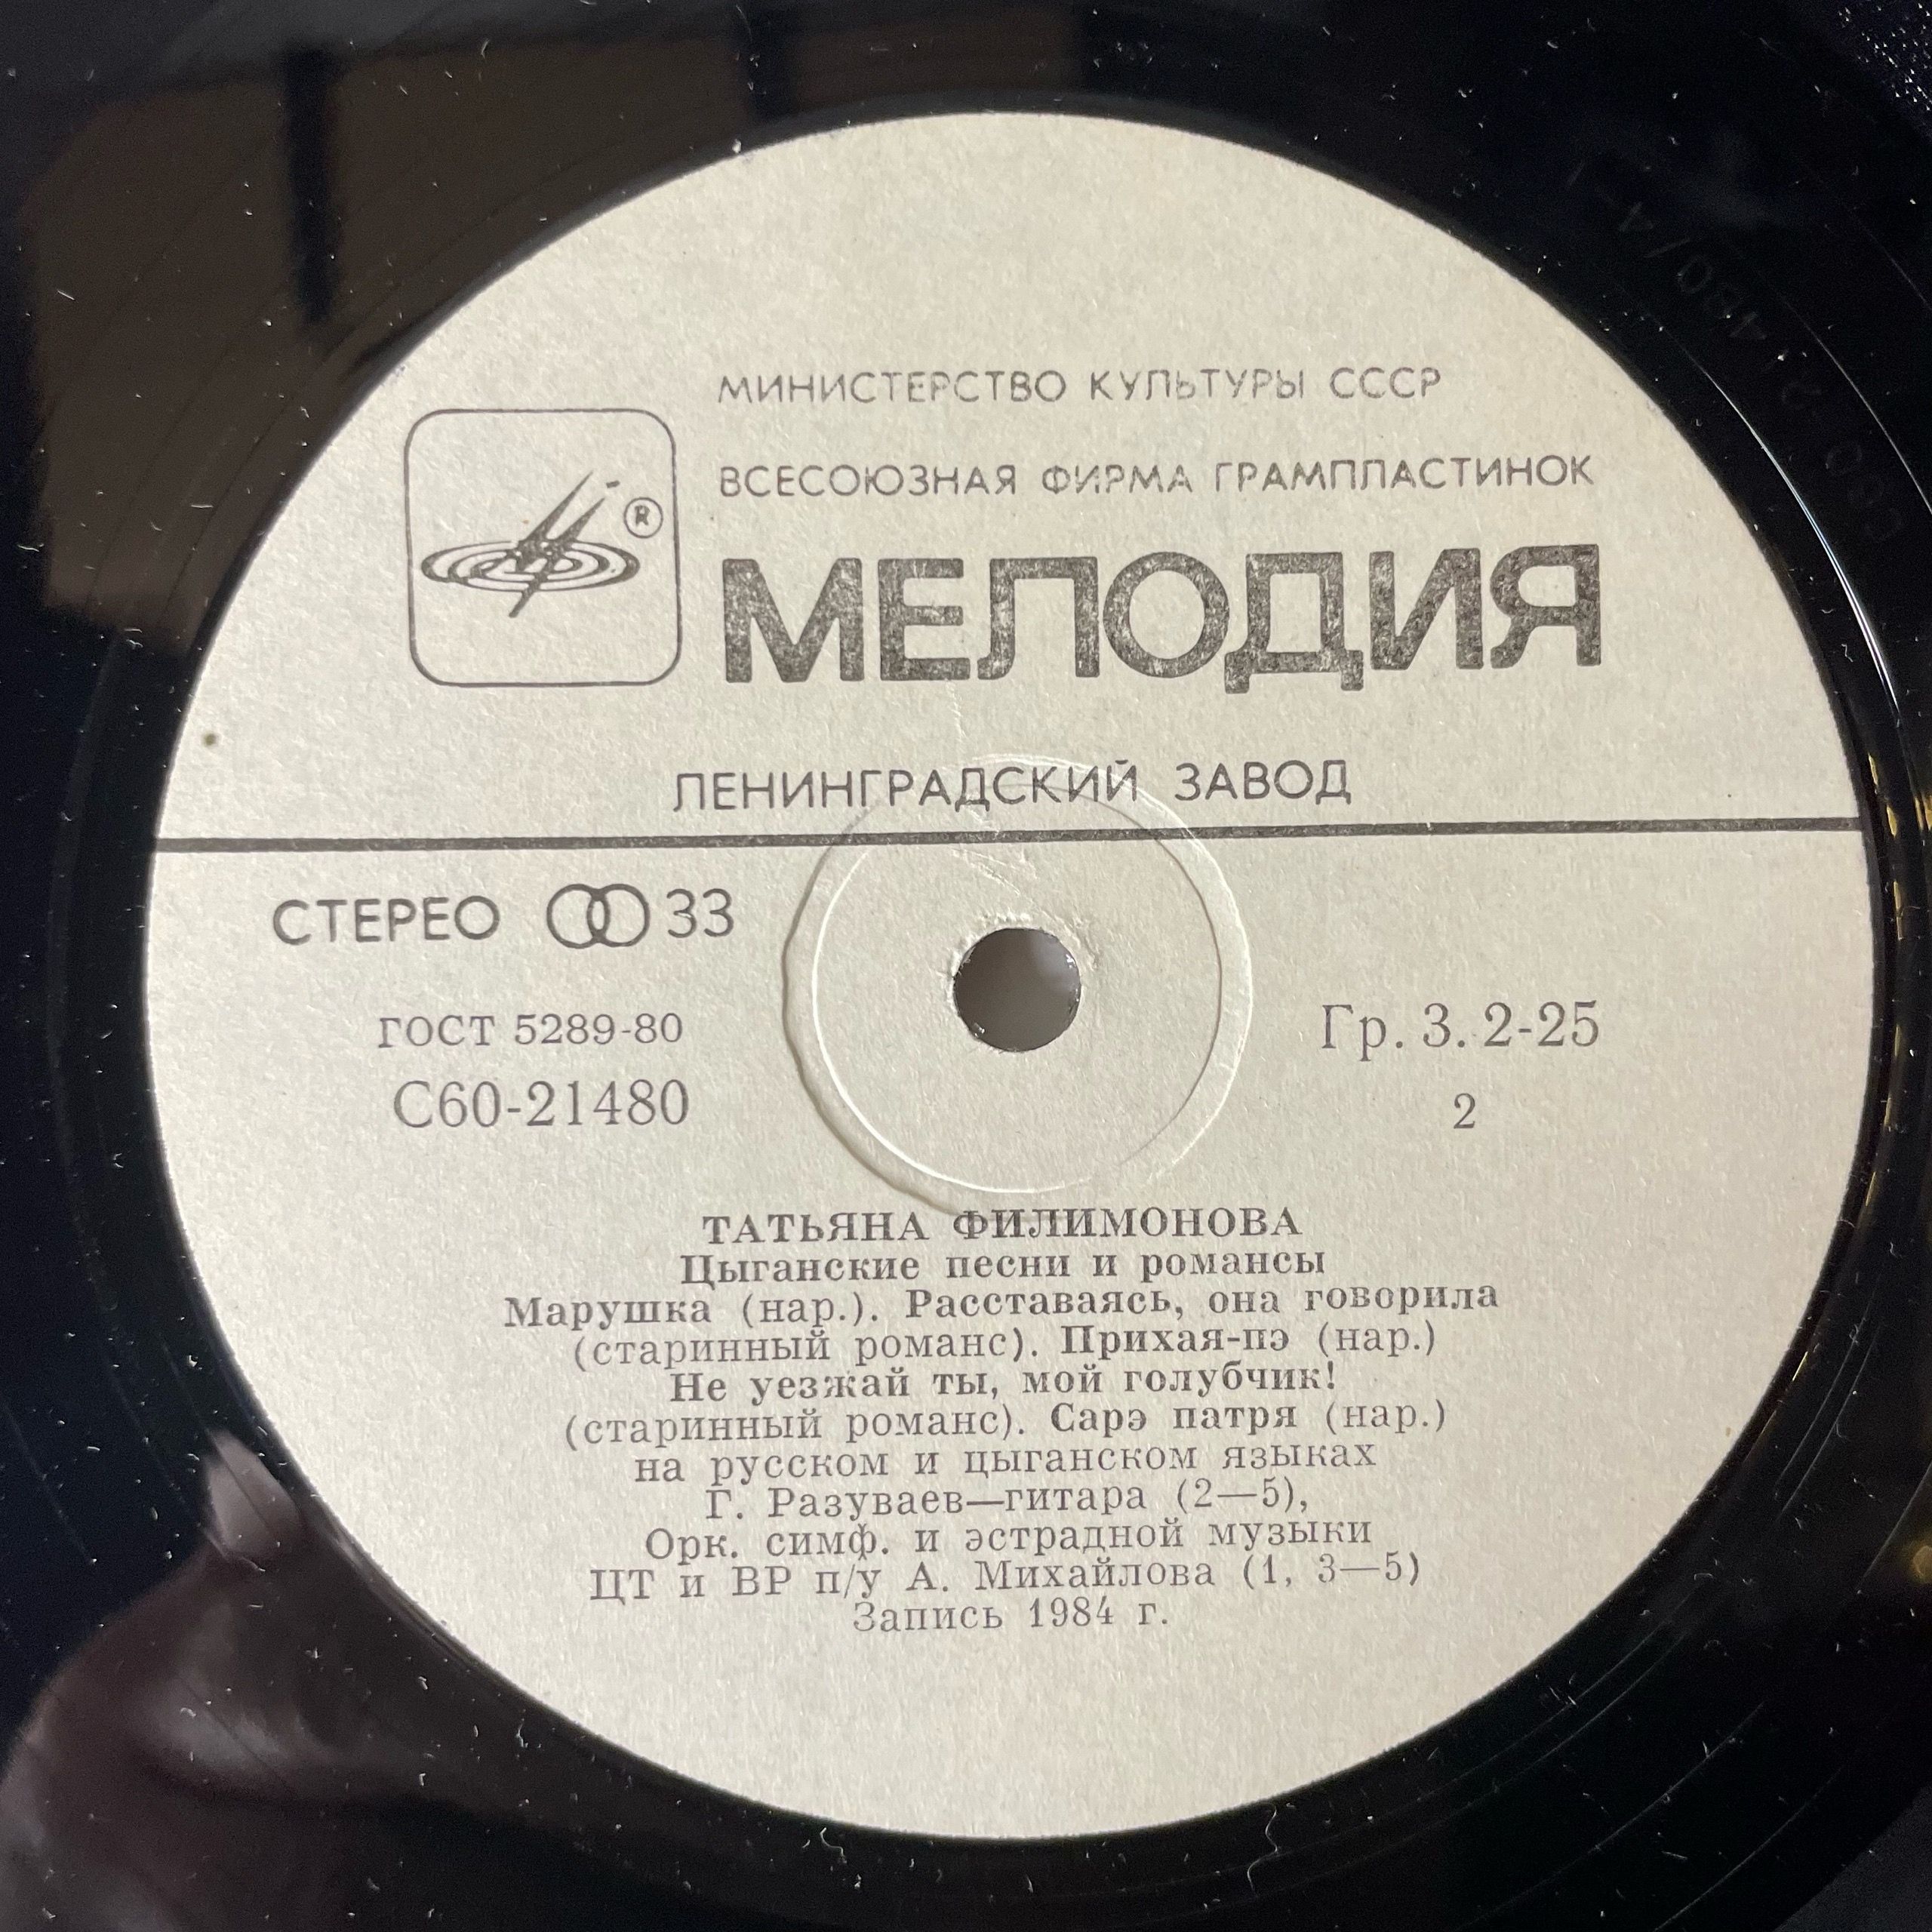 МИНИСТЕРСТВО КУЛЬТУРЫ СССР
ВСЕСОЮЗНАЯ ФИРМА ГРАМПЛАСТИНОК
®
МЕЛОДИЯ
ЛЕНИНГРАДСКИЙ ЗАВОД
СТЕРЕО 33
ГОСТ 5289-80
Гр. 3. 2-25
С60-21480
2
ТАТЬЯНА ФИЛИМОНОВА
Цыганские песни и романсы
Марушка (нар.). Расставаясь, она говорила
(старинный романс). Прихая-пэ (нар.)
Не уезжай ты, мой голубчик!
(старинный романс). Сарэ патря (нар.)
на русском и цыганском языках
Г. Разуваев—гитара (2—5),
Орк. симф. и эстрадной музыки
ЦТ и ВР п/у А. Михайлова (1, 3—5)
Запись 1984 г.